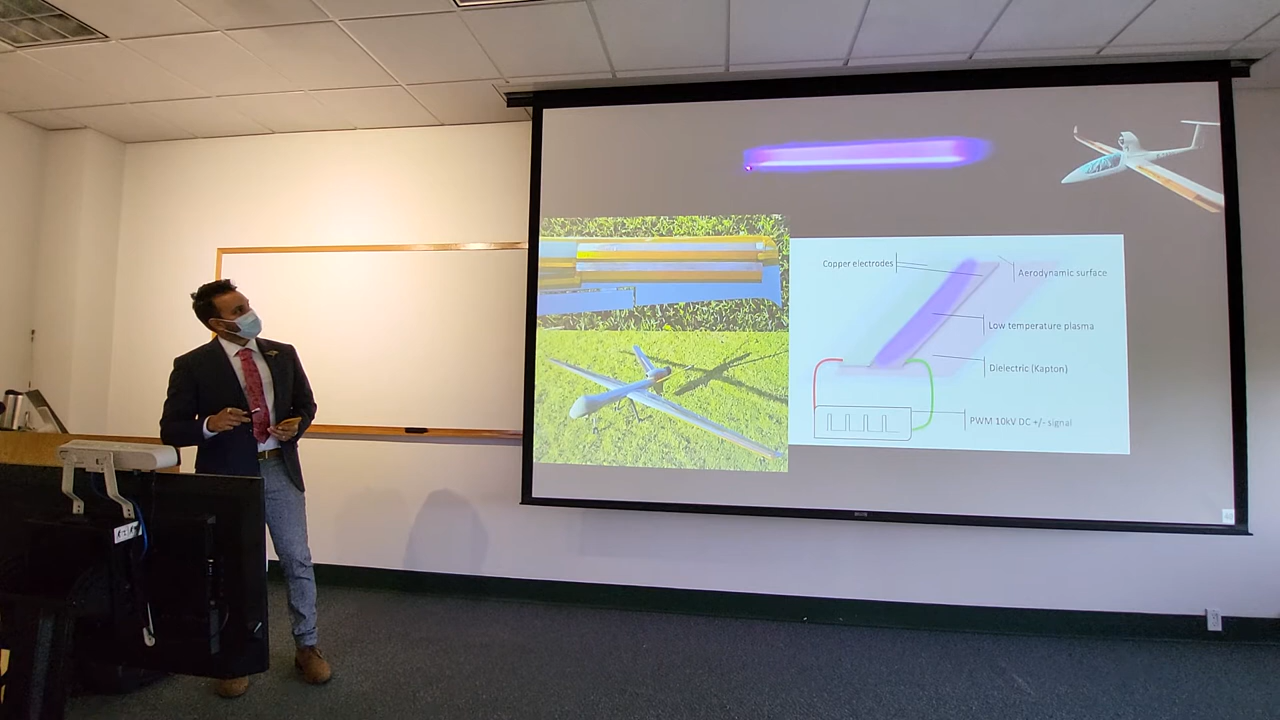 Copper electrodes
Aerodynamic surface
Low temperature plasma
Dielectric (Kapton)
PWM 10kV DC +/- signal